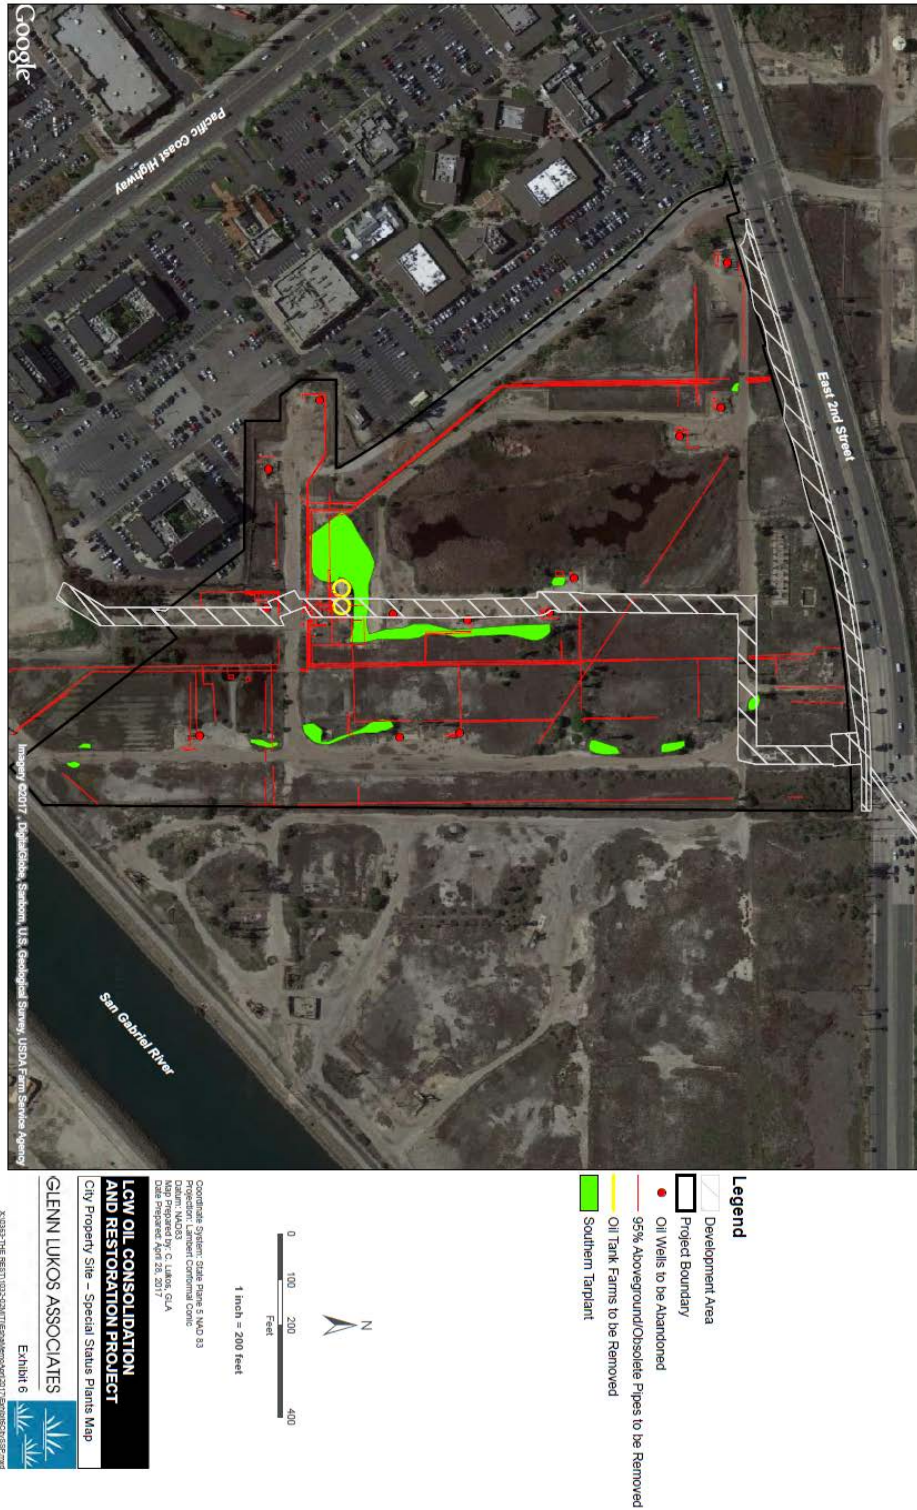 Google
Pacific Coast Highway
East 2nd Street
San Gabriel River
Imagery ©2017 , DigitalGlobe, Sanborn, U.S. Geological Survey, USDA Farm Service Agency
Legend
Development Area
Project Boundary
Oil Wells to be Abandoned
95% Aboveground/Obsolete Pipes to be Removed
Oil Tank Farms to be Removed
Southern Tarplant
N
0 100 200 400
Feet
1 inch = 200 feet
Coordinate System: State Plane 5 NAD 83
Projection: Lambert Conformal Conic
Datum: NAD83
Map Prepared by: C. Lukos, GLA
Date Prepared: April 28, 2017
LCW OIL CONSOLIDATION
AND RESTORATION PROJECT
City Property Site – Special Status Plants Map
GLENN LUKOS ASSOCIATES
Exhibit 6